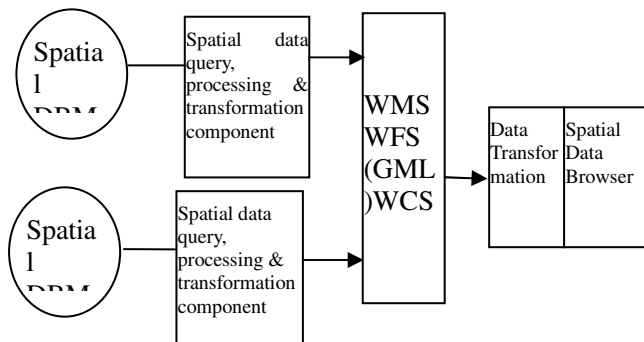 Spatia
l
Spatial data
query,
processing &
transformation
component
WMS
WFS
(GML
)WCS
Data
Transfor
mation
Spatial
Data
Browser
Spatia
l
Spatial data
query,
processing &
transformation
component